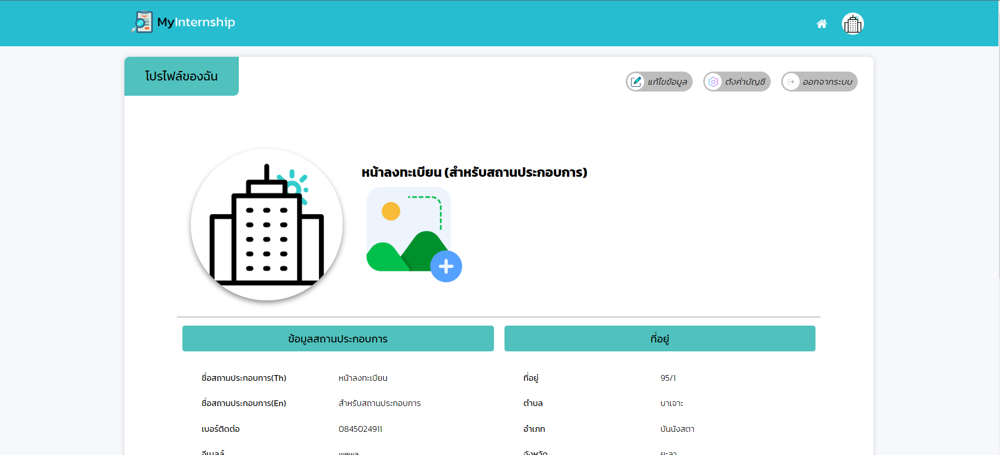 MyInternship
โปรไฟล์ของฉัน
แก้ไขข้อมูล
ตั้งค่าบัญชี
ออกจากระบบ
หน้าลงทะเบียน (สำหรับสถานประกอบการ)
ข้อมูลสถานประกอบการ
ที่อยู่
ชื่อสถานประกอบการ(Th) หน้าลงทะเบียน
ที่อยู่ 95/1
ชื่อสถานประกอบการ(En) สำหรับสถานประกอบการ
ตำบล บาเจาะ
เบอร์ติดต่อ 0845024911
อำเภท บันนังสตา
อีเมลล์ wewa
จังหวัด ยะลา